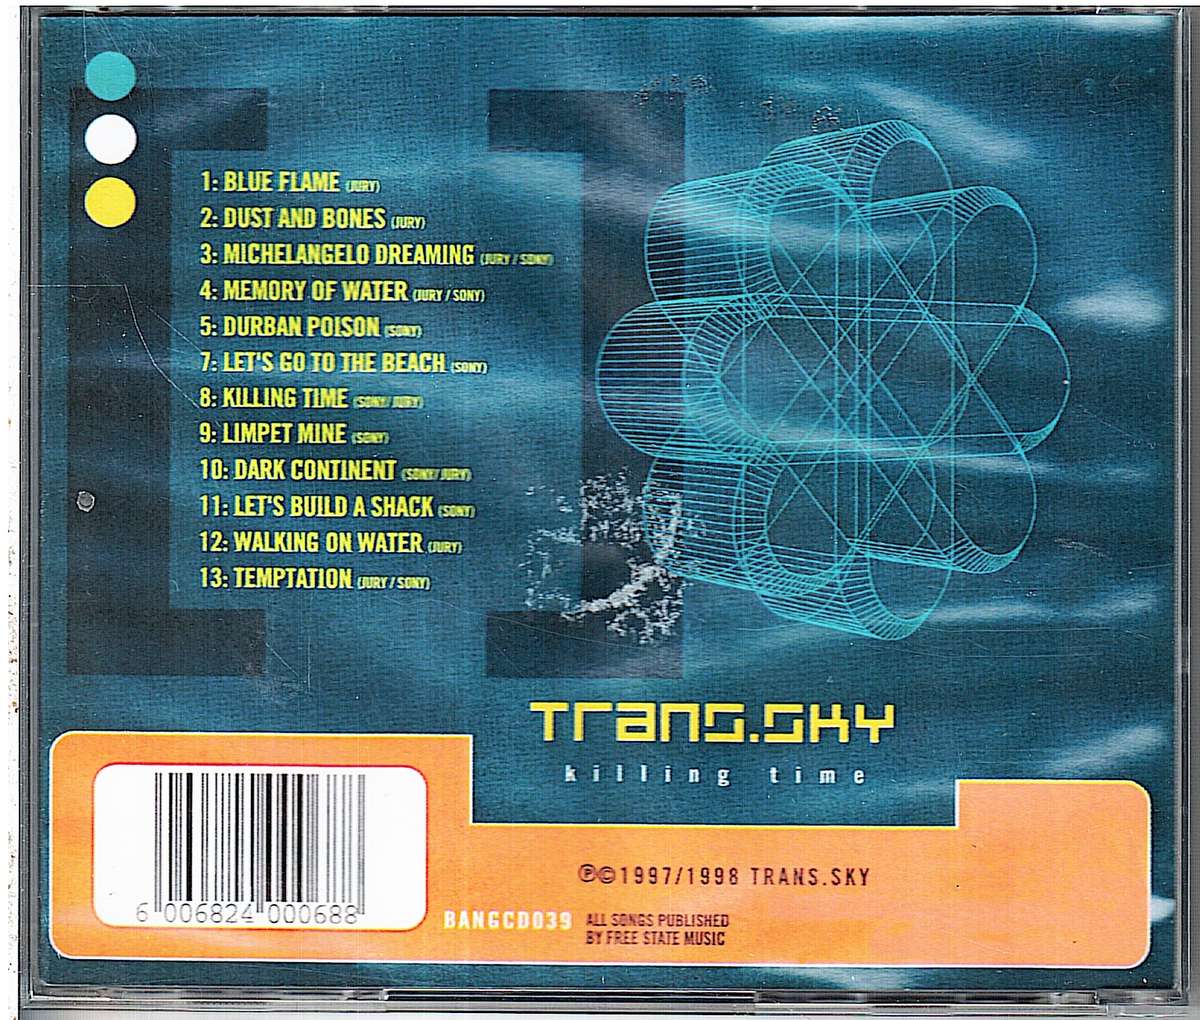 1: BLUE FLAME (JURY)
2: DUST AND BONES (JURY)
3: MICHELANGELO DREAMING (JURY / SONY)
4: MEMORY OF WATER (JURY / SONY)
5: DURBAN POISON (SONY)
7: LET'S GO TO THE BEACH (SONY)
8: KILLING TIME (SONY/ JURY)
9: LIMPET MINE (SONY)
10: DARK CONTINENT (SONY/ JURY)
11: LET'S BUILD A SHACK (SONY)
12: WALKING ON WATER (JURY)
13: TEMPTATION (JURY / SONY)
Trans.sky
killing time
℗©1997/1998 TRANS.SKY
6 006824 000688
BANGCD039 ALL SONGS PUBLISHED
BY FREE STATE MUSIC